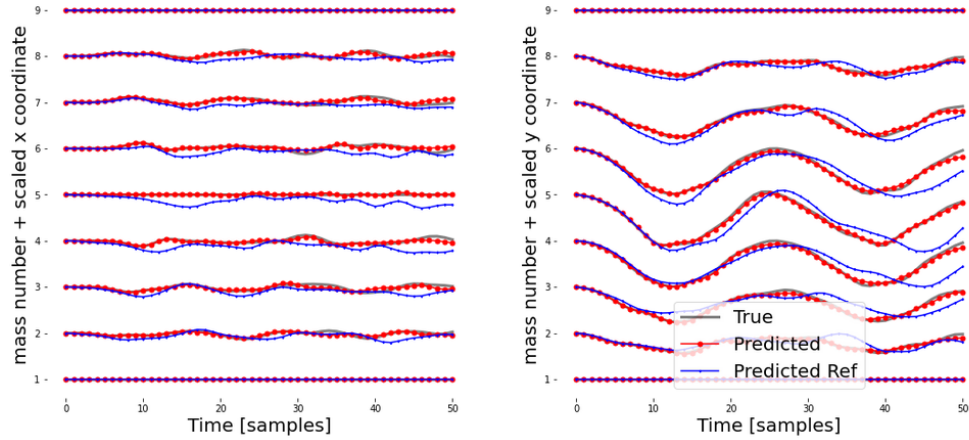 mass number + scaled x coordinate
9
8
7
6
5
4
3
2
1
0 10 20 30 40 50
Time [samples]
mass number + scaled y coordinate
9
8
7
6
5
4
3
2
1
True
Predicted
Predicted Ref
0 10 20 30 40 50
Time [samples]